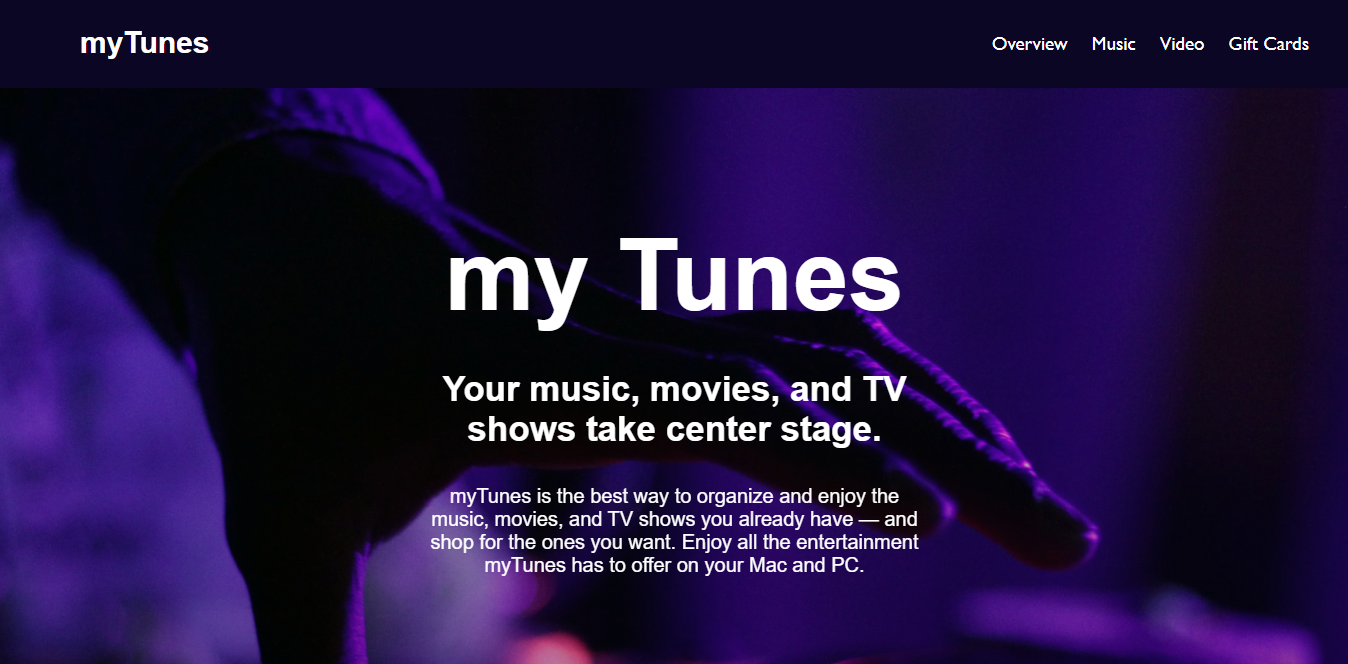 myTunes
Overview Music Video Gift Cards
my Tunes
Your music, movies, and TV
shows take center stage.
myTunes is the best way to organize and enjoy the
music, movies, and TV shows you already have — and
shop for the ones you want. Enjoy all the entertainment
myTunes has to offer on your Mac and PC.